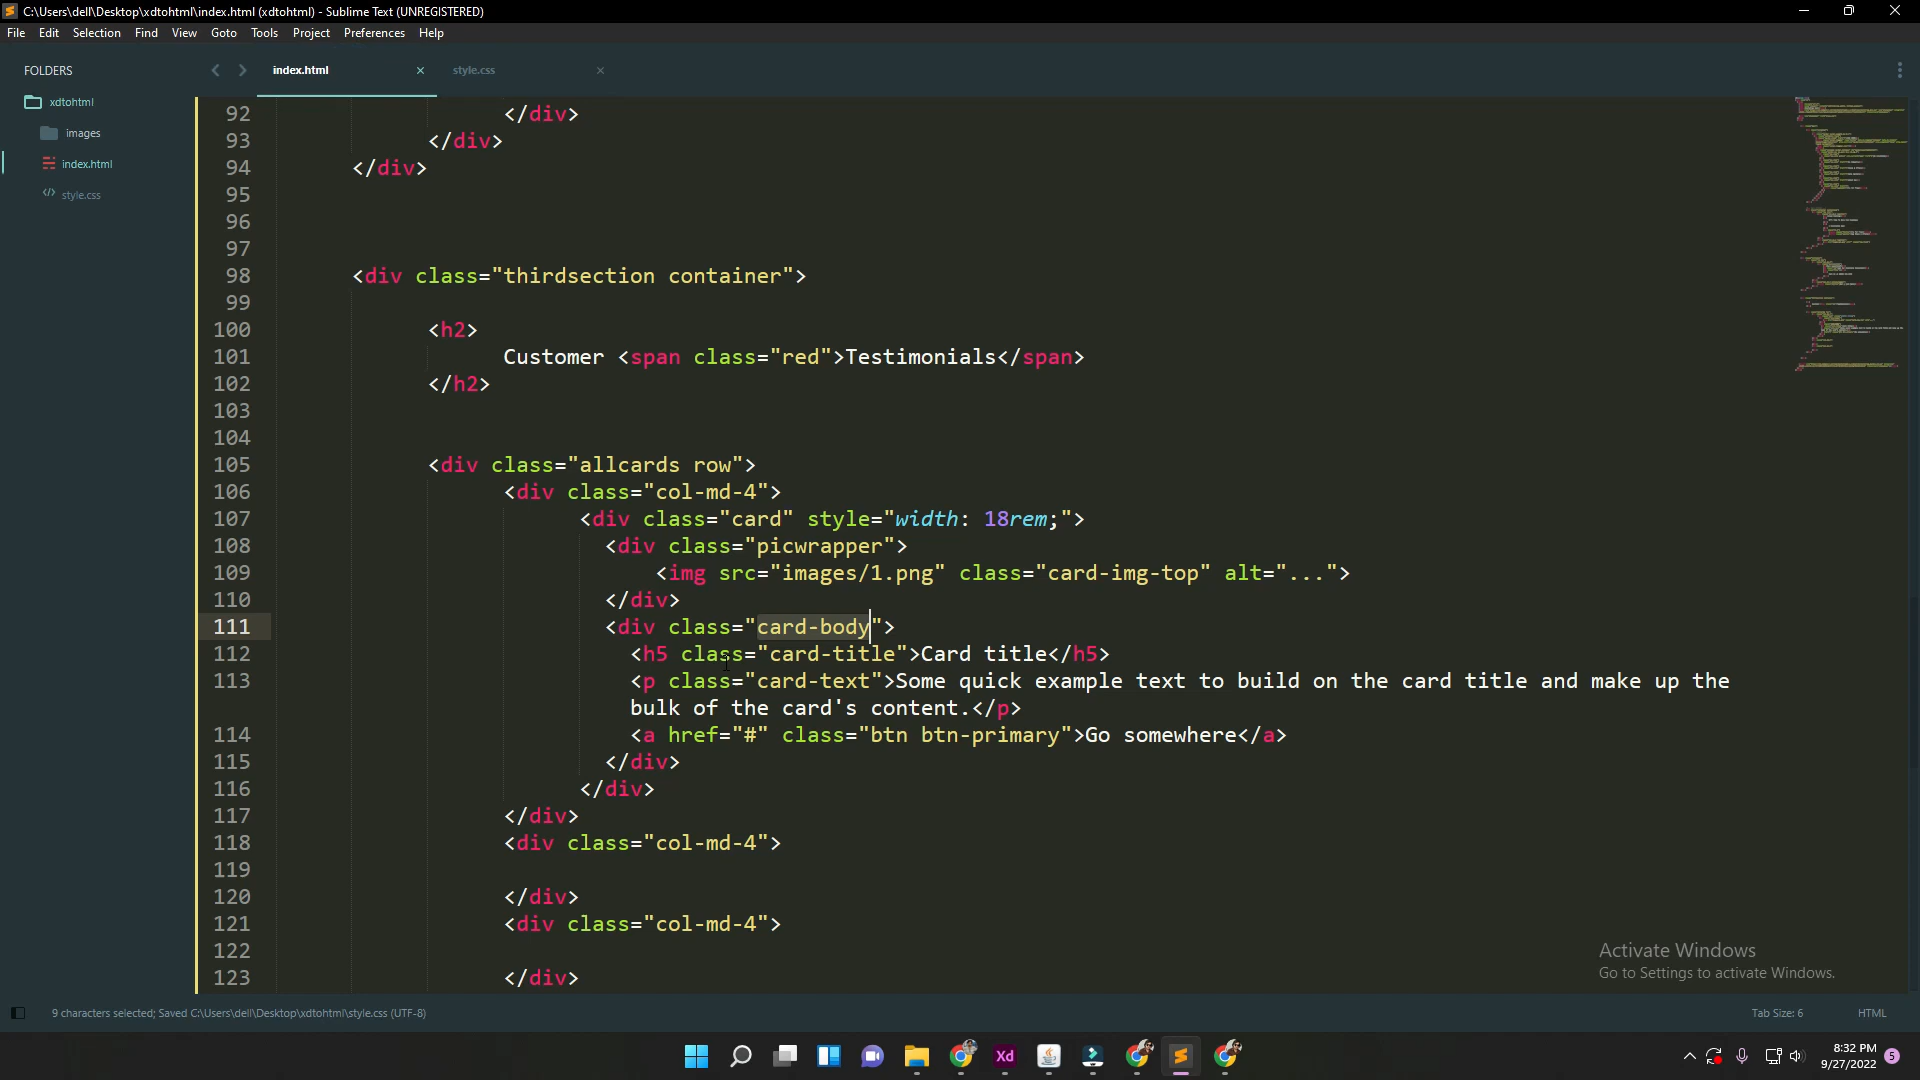 C:\Users\dell\Desktop\xdtohtml\index.html (xdtohtml) - Sublime Text (UNREGISTERED)
File Edit Selection Find View Goto Tools Project Preferences Help
FOLDERS
xdtohtml
images
index.html
style.css
index.html
style.css
92 </div>
93 </div>
94 </div>
95
96
97
98 <div class="thirdsection container">
99
100 <h2>
101 Customer <span class="red">Testimonials</span>
102 </h2>
103
104
105 <div class="allcards row">
106 <div class="col-md-4">
107 <div class="card" style="width: 18rem;">
108 <div class="picwrapper">
109 <img src="images/1.png" class="card-img-top" alt="...">
110 </div>
111 <div class="card-body">
112 <h5 class="card-title">Card title</h5>
113 <p class="card-text">Some quick example text to build on the card title and make up the
bulk of the card's content.</p>
114 <a href="#" class="btn btn-primary">Go somewhere</a>
115 </div>
116 </div>
117 </div>
118 <div class="col-md-4">
119
120 </div>
121 <div class="col-md-4">
122
123 </div>
Activate Windows
Go to Settings to activate Windows.
9 characters selected; Saved C:\Users\dell\Desktop\xdtohtml\style.css (UTF-8)
Tab Size: 6
HTML
Xd
8:32 PM
9/27/2022
5